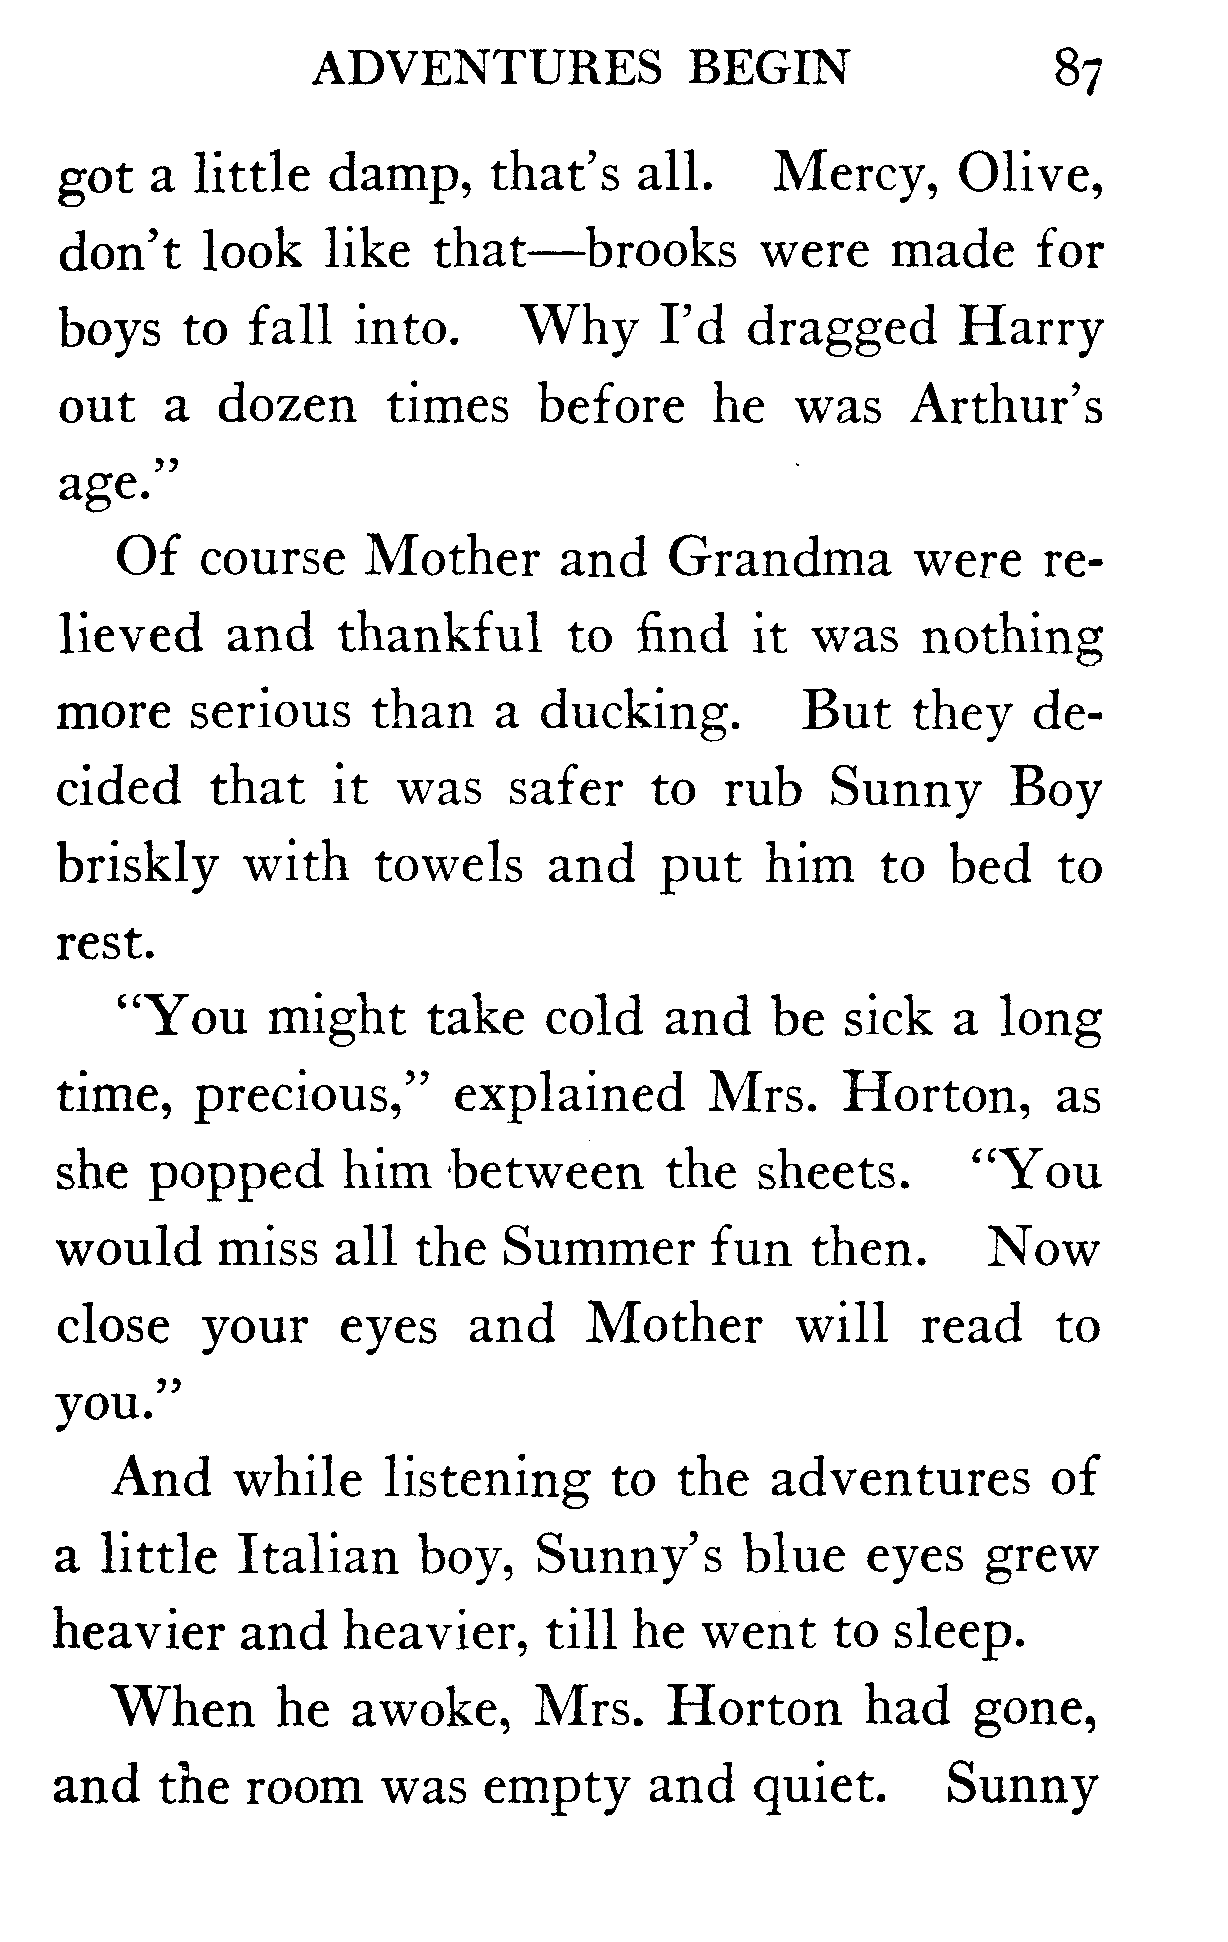 ADVENTURES BEGIN 87
got a little damp, that's all. Mercy, Olive,
don't look like that—brooks were made for
boys to fall into. Why I'd dragged Harry
out a dozen times before he was Arthur's
age."
Of course Mother and Grandma were re-
lieved and thankful to find it was nothing
more serious than a ducking. But they de-
cided that it was safer to rub Sunny Boy
briskly with towels and put him to bed to
rest.
"You might take cold and be sick a long
time, precious," explained Mrs. Horton, as
she popped him between the sheets. "You
would miss all the Summer fun then. Now
close your eyes and Mother will read to
you."
And while listening to the adventures of
a little Italian boy, Sunny's blue eyes grew
heavier and heavier, till he went to sleep.
When he awoke, Mrs. Horton had gone,
and the room was empty and quiet. Sunny